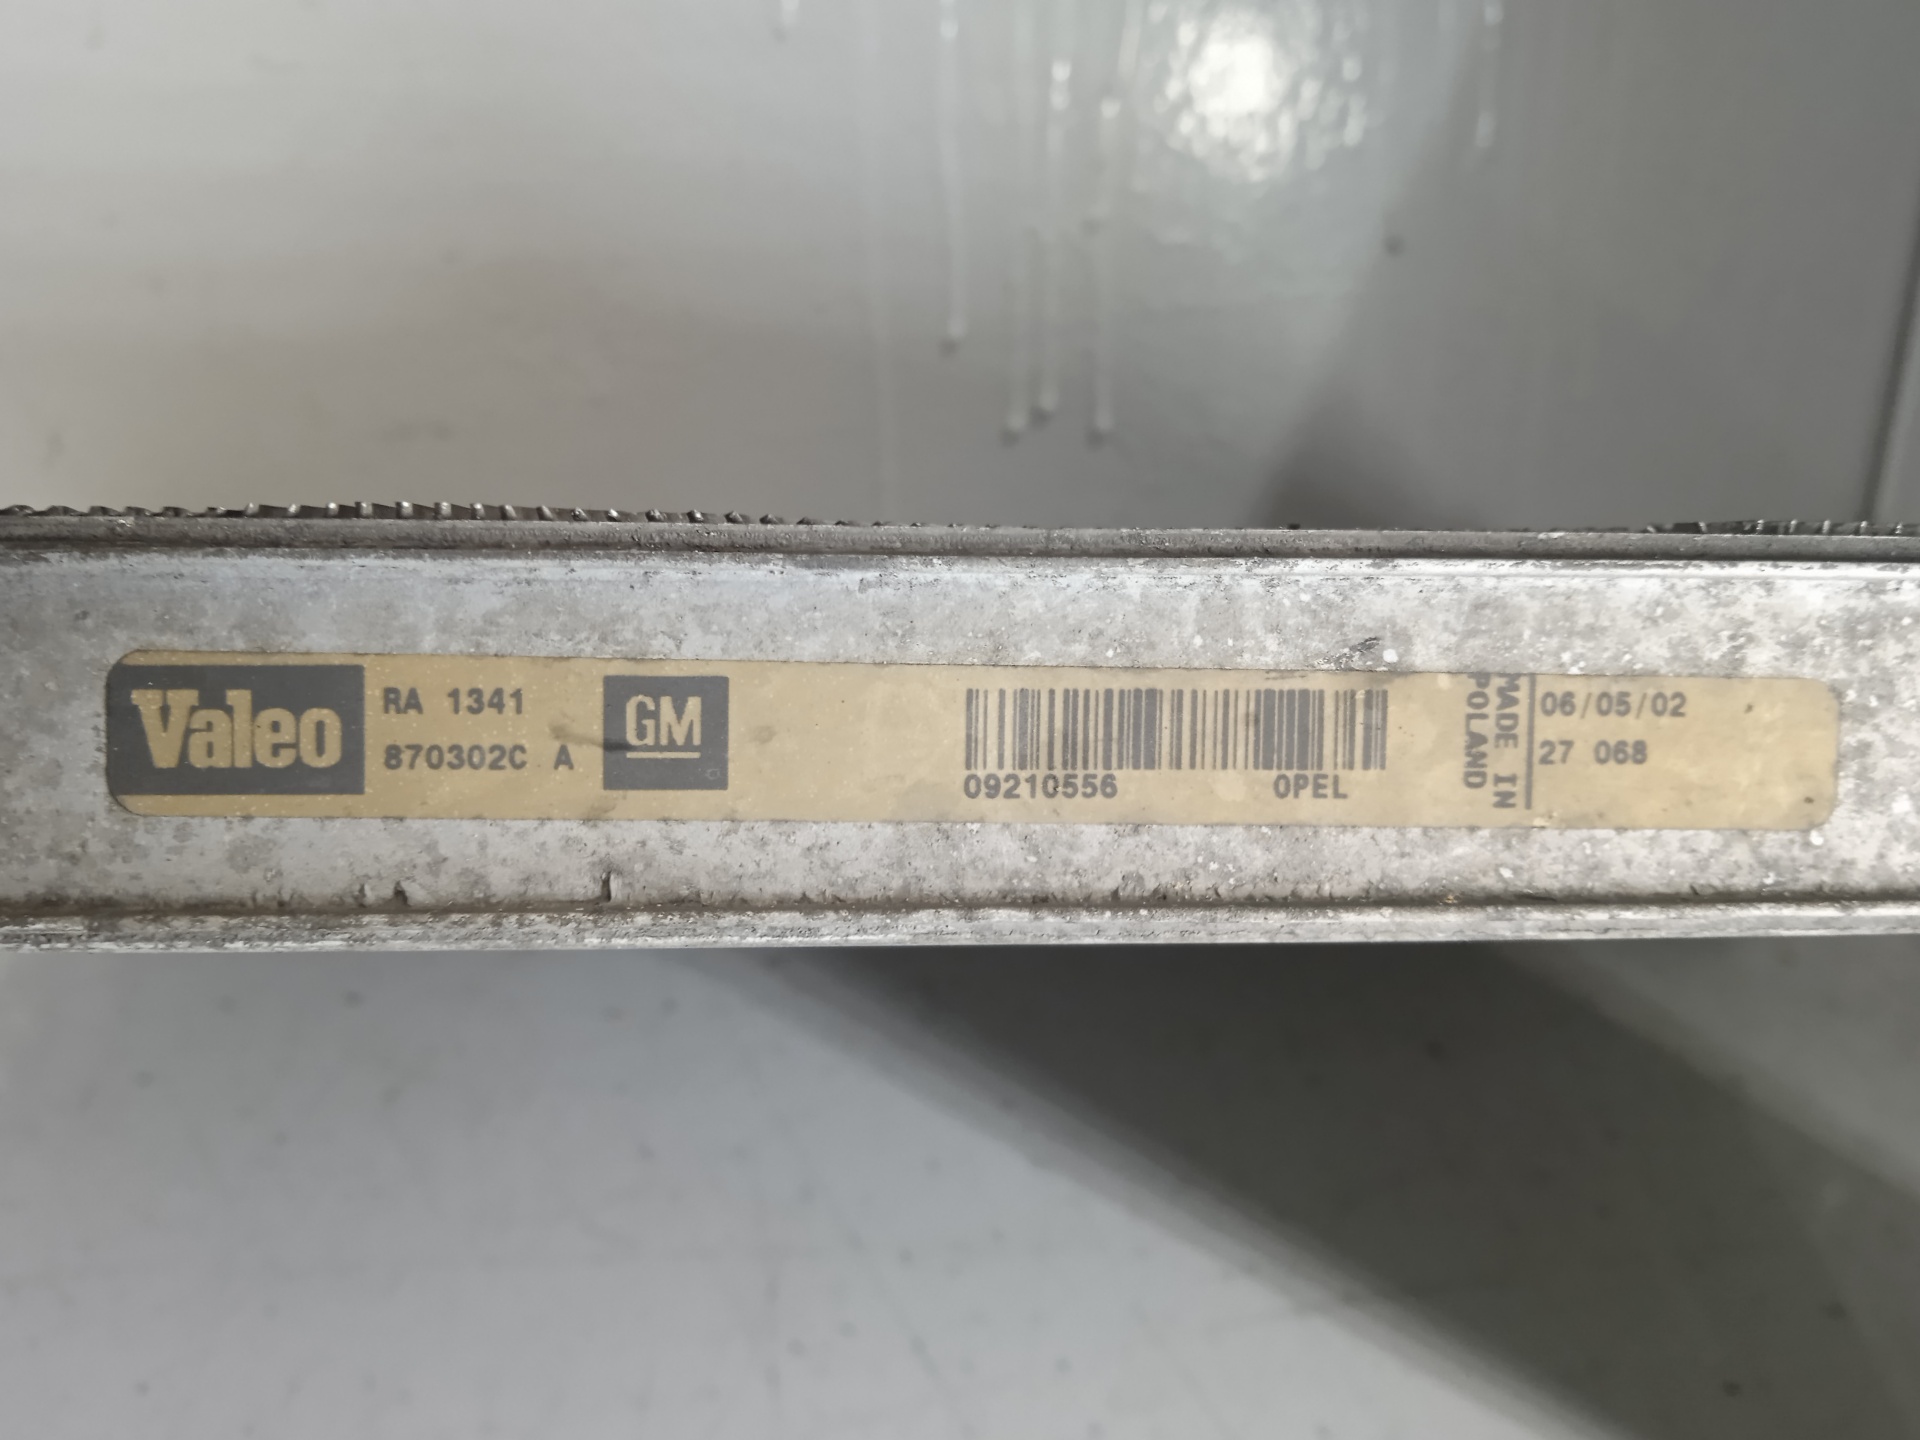 Valeo
RA 1341
870302C A
GM
09210556 OPEL
MADE IN
POLAND
06/05/02
27 068